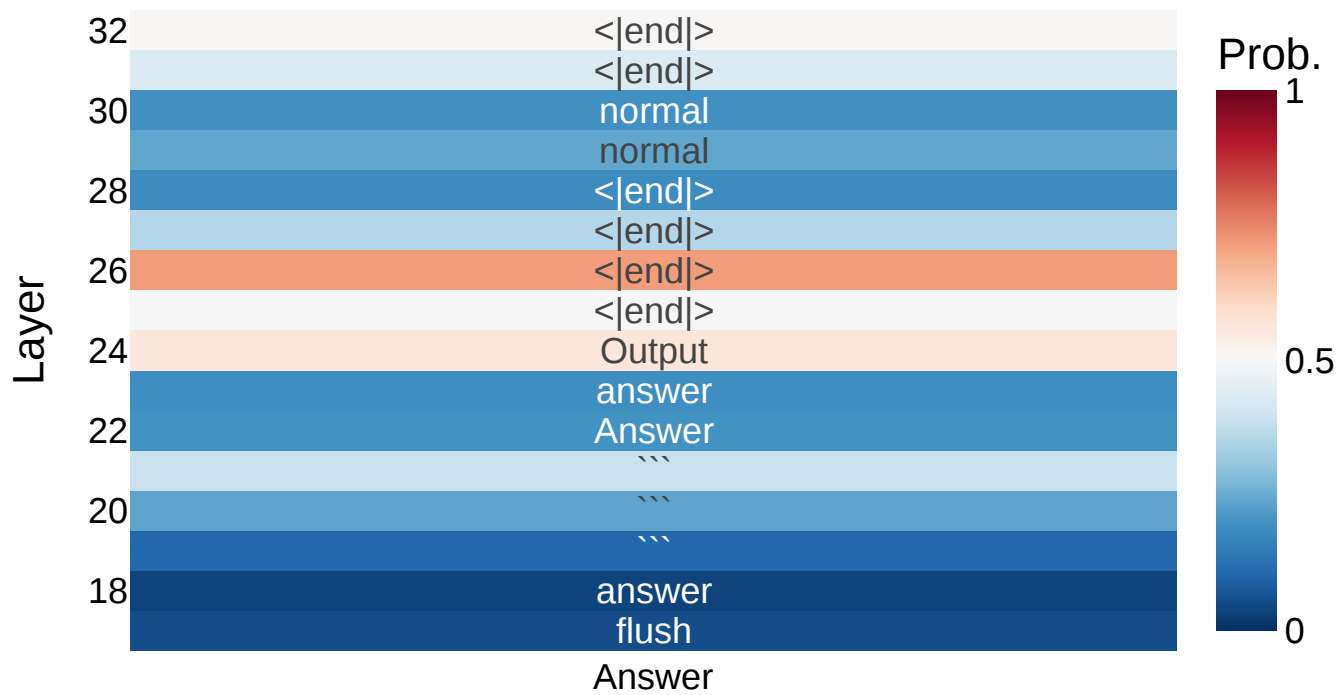 32 <|end|>
<|end|>
30 normal
normal
28 <|end|>
<|end|>
26 <|end|>
<|end|>
24 Output
answer
22 Answer
```
20 ```
```
18 answer
flush
Answer
Layer
Prob.
1
0.5
0